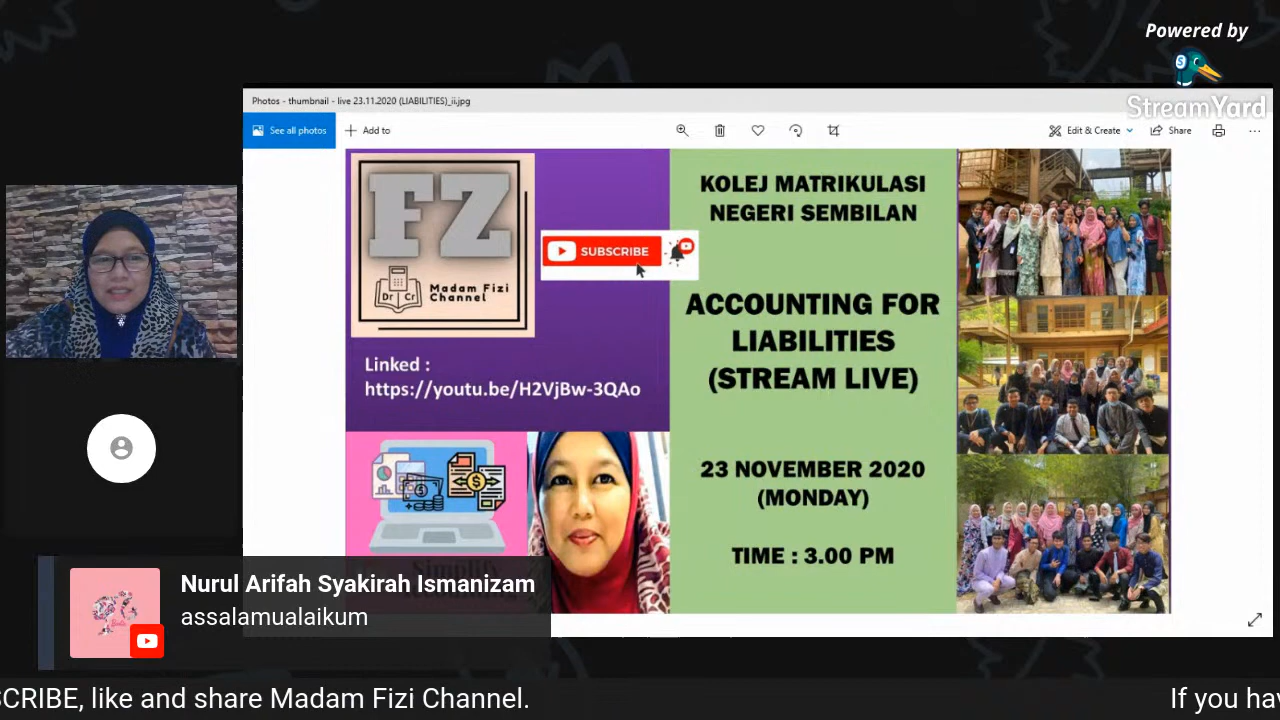 Powered by
StreamYard
Photos - thumbnail - live 23.11.2020 (LIABILITIES)_ii.jpg
See all photos
Add to
Edit & Create
Share
FZ
Dr Cr
Madam Fizi
Channel
SUBSCRIBE
Linked :
https://youtu.be/H2VjBw-3QAo
KOLEJ MATRIKULASI
NEGERI SEMBILAN
ACCOUNTING FOR
LIABILITIES
(STREAM LIVE)
23 NOVEMBER 2020
(MONDAY)
TIME : 3.00 PM
Simplify
Nurul Arifah Syakirah Ismanizam
assalamualaikum
SCRIBE, like and share Madam Fizi Channel.
If you hav